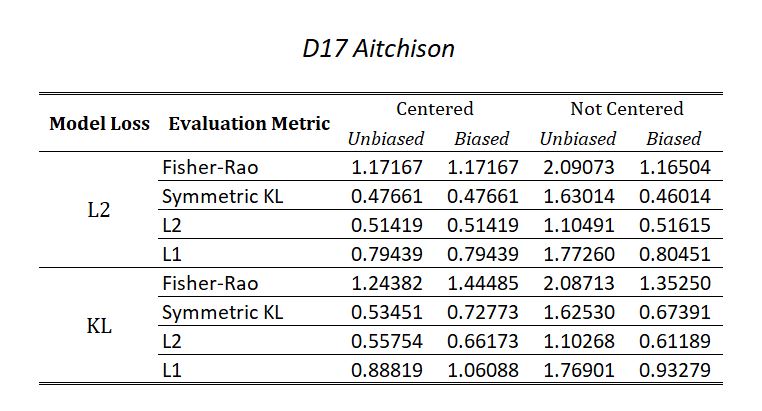 D17 Aitchison
Centered Not Centered
Model Loss Evaluation Metric
Unbiased Biased Unbiased Biased
Fisher-Rao 1.17167 1.17167 2.09073 1.16504
Symmetric KL 0.47661 0.47661 1.63014 0.46014
L2
L2 0.51419 0.51419 1.10491 0.51615
L1 0.79439 0.79439 1.77260 0.80451
Fisher-Rao 1.24382 1.44485 2.08713 1.35250
Symmetric KL 0.53451 0.72773 1.62530 0.67391
KL
L2 0.55754 0.66173 1.10268 0.61189
L1 0.88819 1.06088 1.76901 0.93279